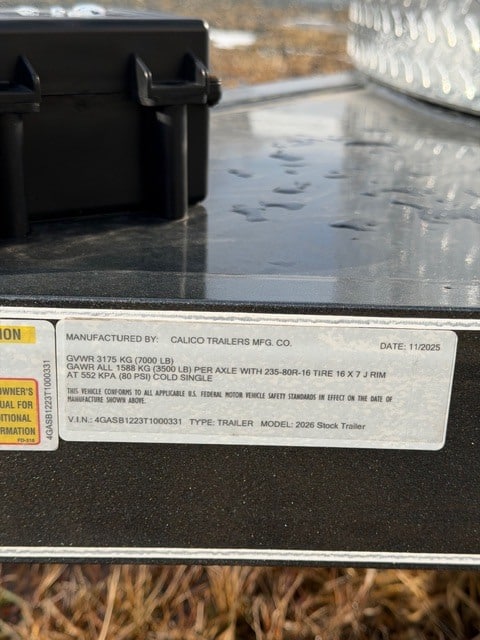 MANUFACTURED BY: CALICO TRAILERS MFG. CO. DATE: 11/2025
GVWR 3175 KG (7000 LB)
GAWR ALL 1588 KG (3500 LB) PER AXLE WITH 235-80R-16 TIRE 16 X 7 J RIM
AT 552 KPA (80 PSI) COLD SINGLE
THIS VEHICLE CONFORMS TO ALL APPLICABLE U.S. FEDERAL MOTOR VEHICLE SAFETY STANDARDS IN EFFECT ON THE DATE OF
MANUFACTURE SHOWN ABOVE.
V.I.N.: 4GASB1223T1000331 TYPE: TRAILER MODEL: 2026 Stock Trailer
ION
OWNER'S
UAL FOR
DITIONAL
FORMATION
4GASB1223T1000331